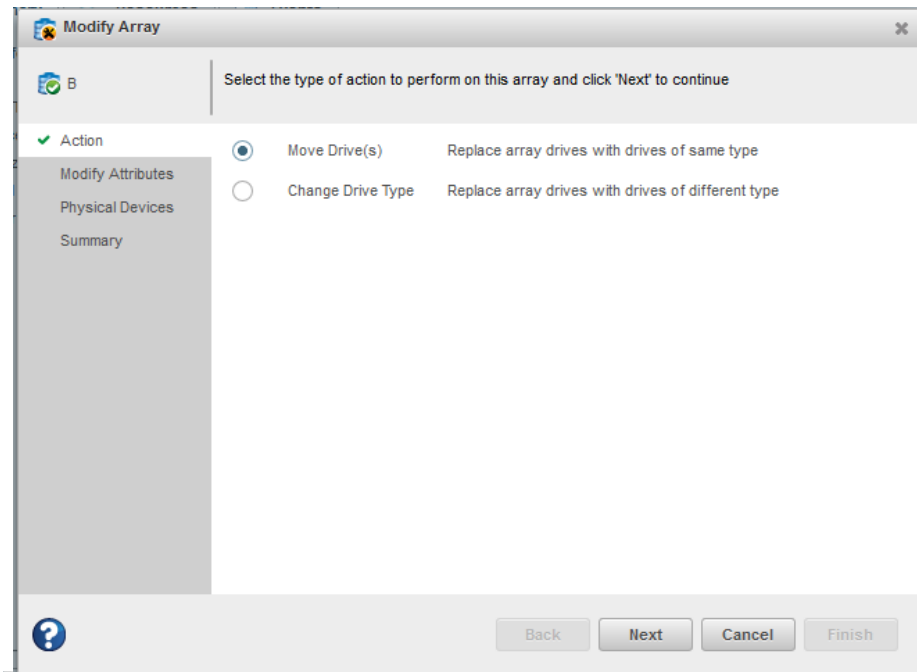 Modify Array
B
Select the type of action to perform on this array and click 'Next' to continue
Action
Modify Attributes
Physical Devices
Summary
Move Drive(s) Replace array drives with drives of same type
Change Drive Type Replace array drives with drives of different type
?
Back Next Cancel Finish